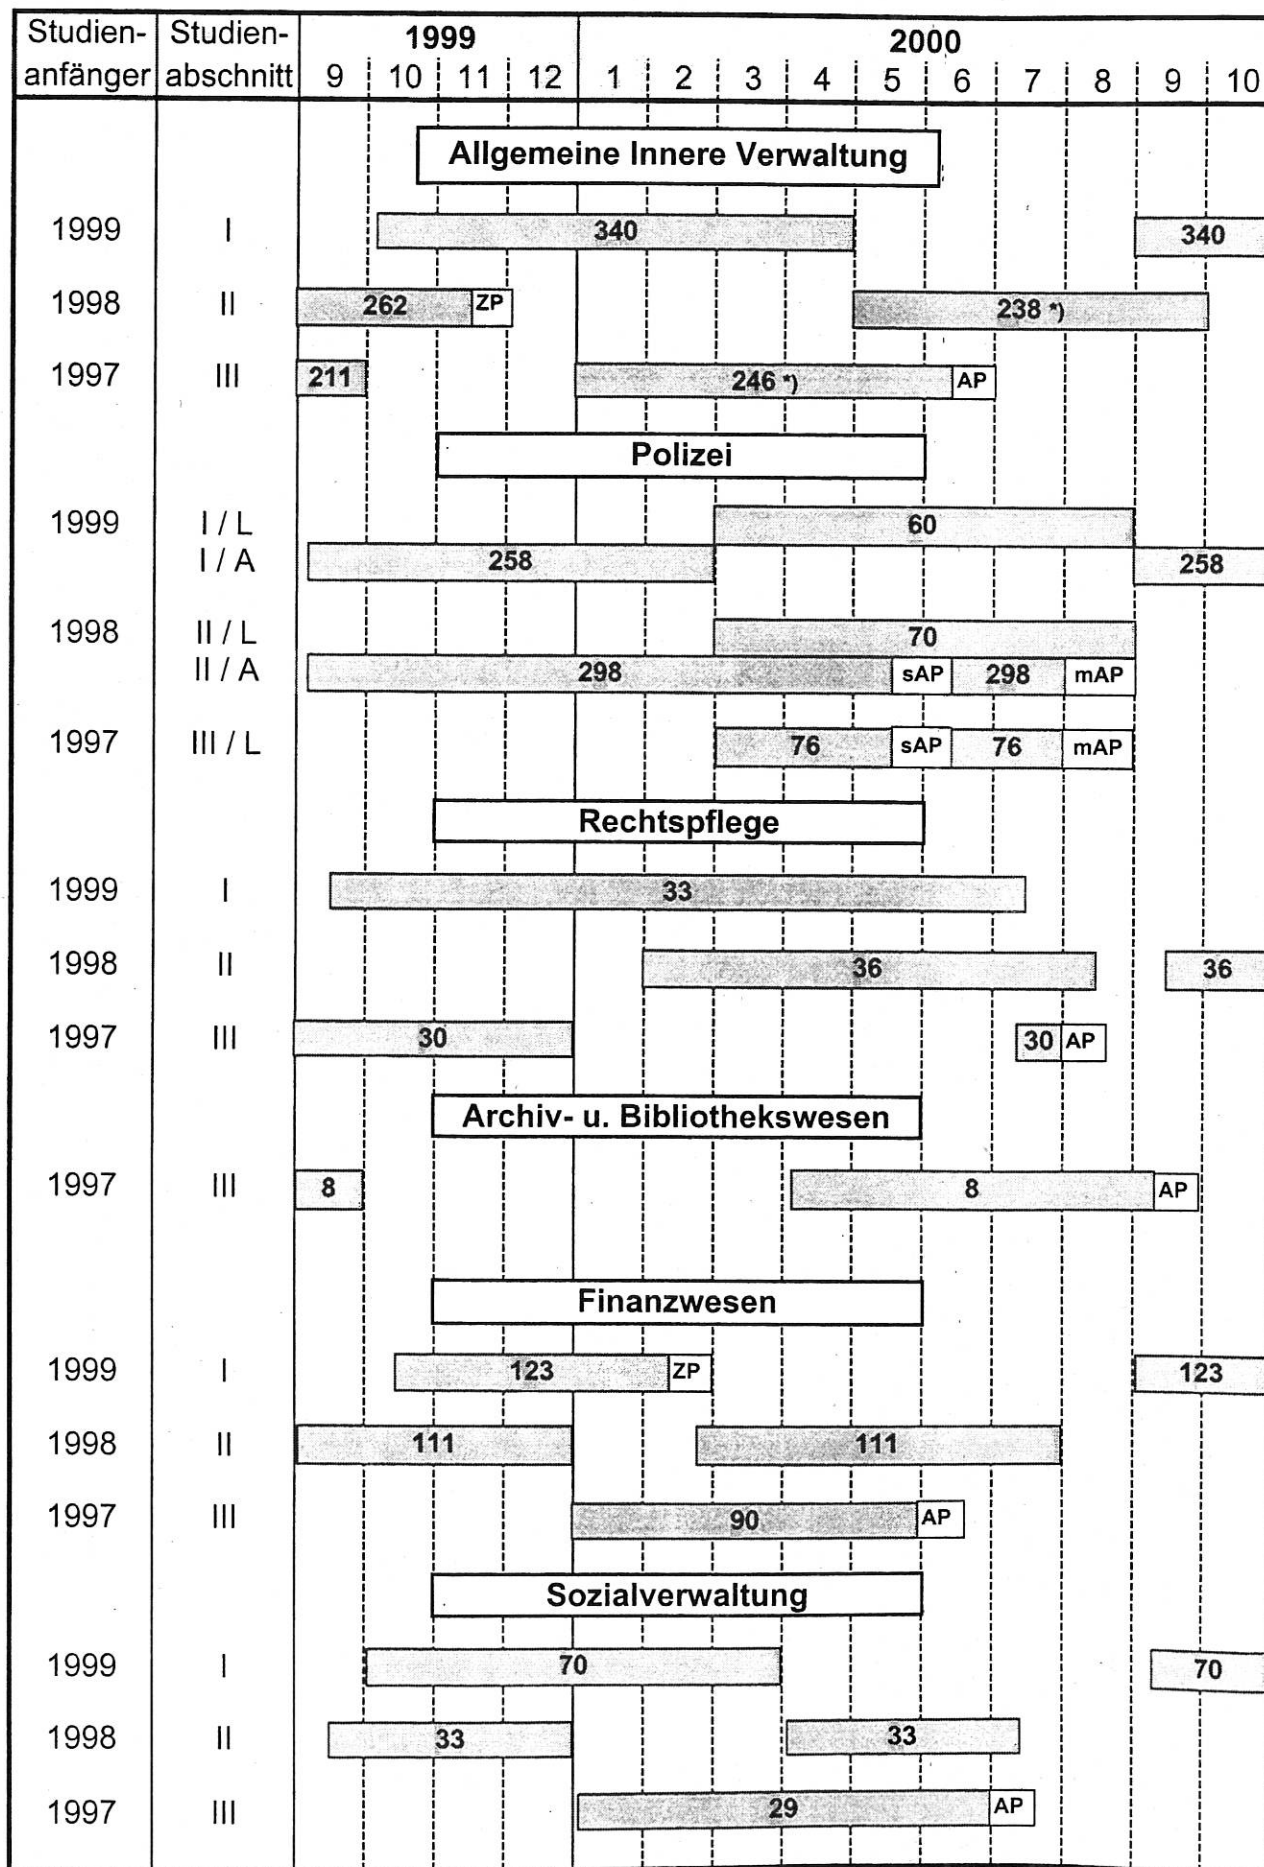 Studien- Studien- 1999 2000
anfänger abschnitt 9 10 11 12 1 2 3 4 5 6 7 8 9 10
Allgemeine Innere Verwaltung
1999 I 340 340
1998 II 262 ZP 238 *)
1997 III 211 246 *) AP
Polizei
1999 I / L 60
I / A 258 258
1998 II / L 70
II / A 298 sAP 298 mAP
1997 III / L 76 sAP 76 mAP
Rechtspflege
1999 I 33
1998 II 36 36
1997 III 30 30 AP
Archiv- u. Bibliothekswesen
1997 III 8 8 AP
Finanzwesen
1999 I 123 ZP 123
1998 II 111 111
1997 III 90 AP
Sozialverwaltung
1999 I 70 70
1998 II 33 33
1997 III 29 AP